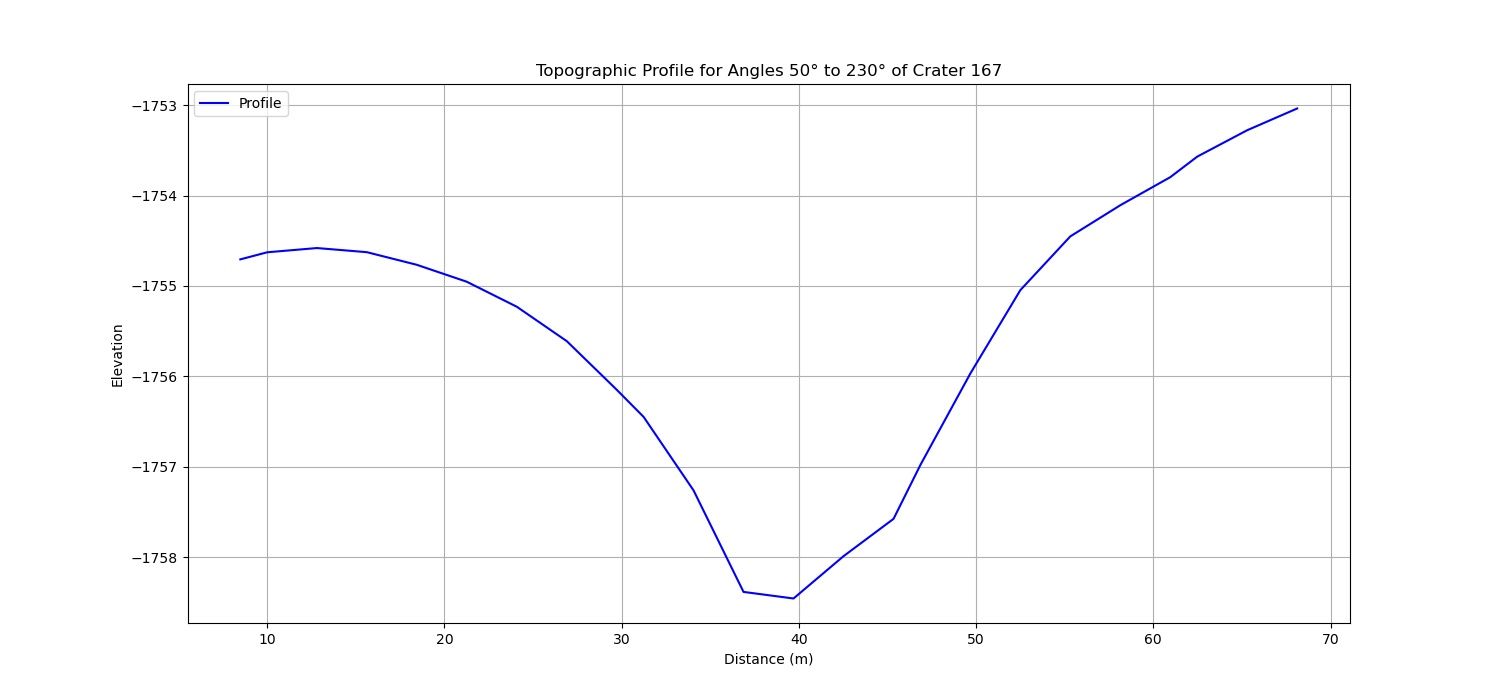 Topographic Profile for Angles 50° to 230° of Crater 167
Profile
−1753
−1754
−1755
−1756
−1757
−1758
Elevation
10 20 30 40 50 60 70
Distance (m)